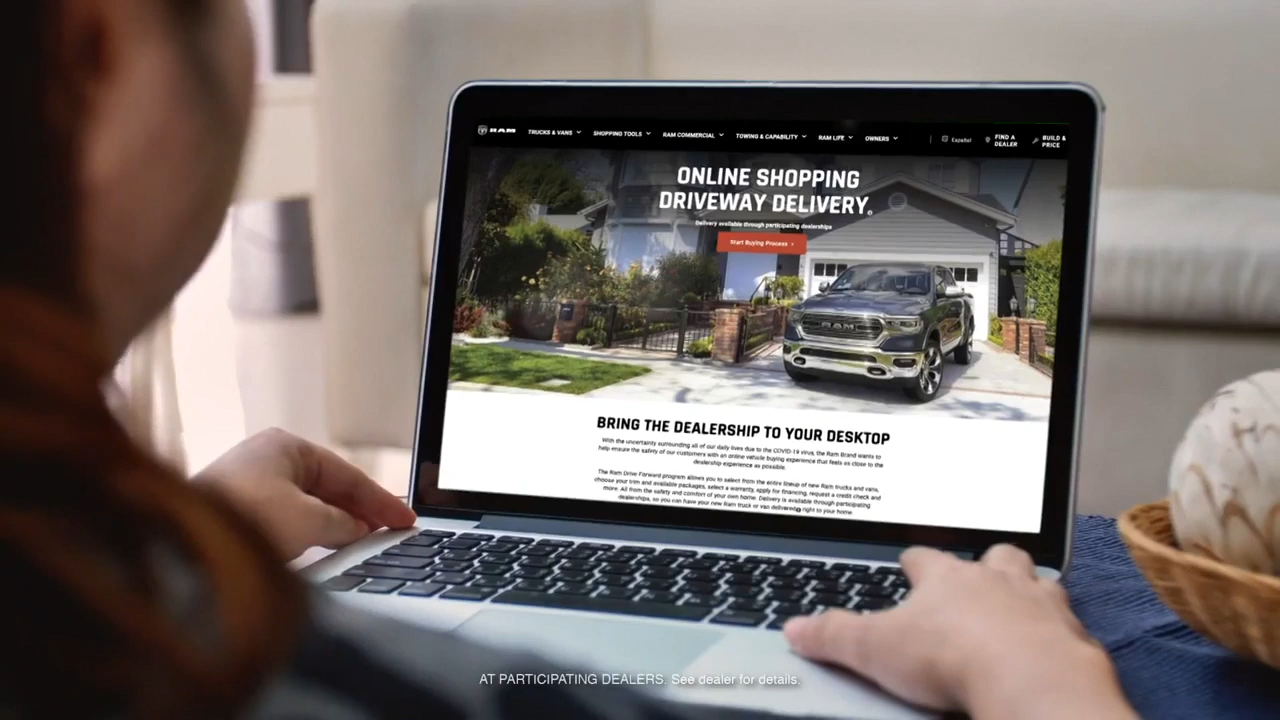 RAM
TRUCKS & VANS
SHOPPING TOOLS
RAM COMMERCIAL
TOWING & CAPABILITY
RAM LIFE
OWNERS
Español
FIND A
DEALER
BUILD &
PRICE
ONLINE SHOPPING
DRIVEWAY DELIVERY.
Delivery available through participating dealerships
Start Buying Process >
RAM
BRING THE DEALERSHIP TO YOUR DESKTOP
With the uncertainty surrounding all of our daily lives due to the COVID-19 virus, the Ram Brand wants to
help ensure the safety of our customers with an online vehicle buying experience that feels as close to the
dealership experience as possible.
The Ram Drive Forward program allows you to select from the entire lineup of new Ram trucks and vans,
choose your trim and available packages, select a warranty, apply for financing, request a credit check and
more. All from the safety and comfort of your own home. Delivery is available through participating
dealerships, so you can have your new Ram truck or van delivered right to your home
AT PARTICIPATING DEALERS. See dealer for details.